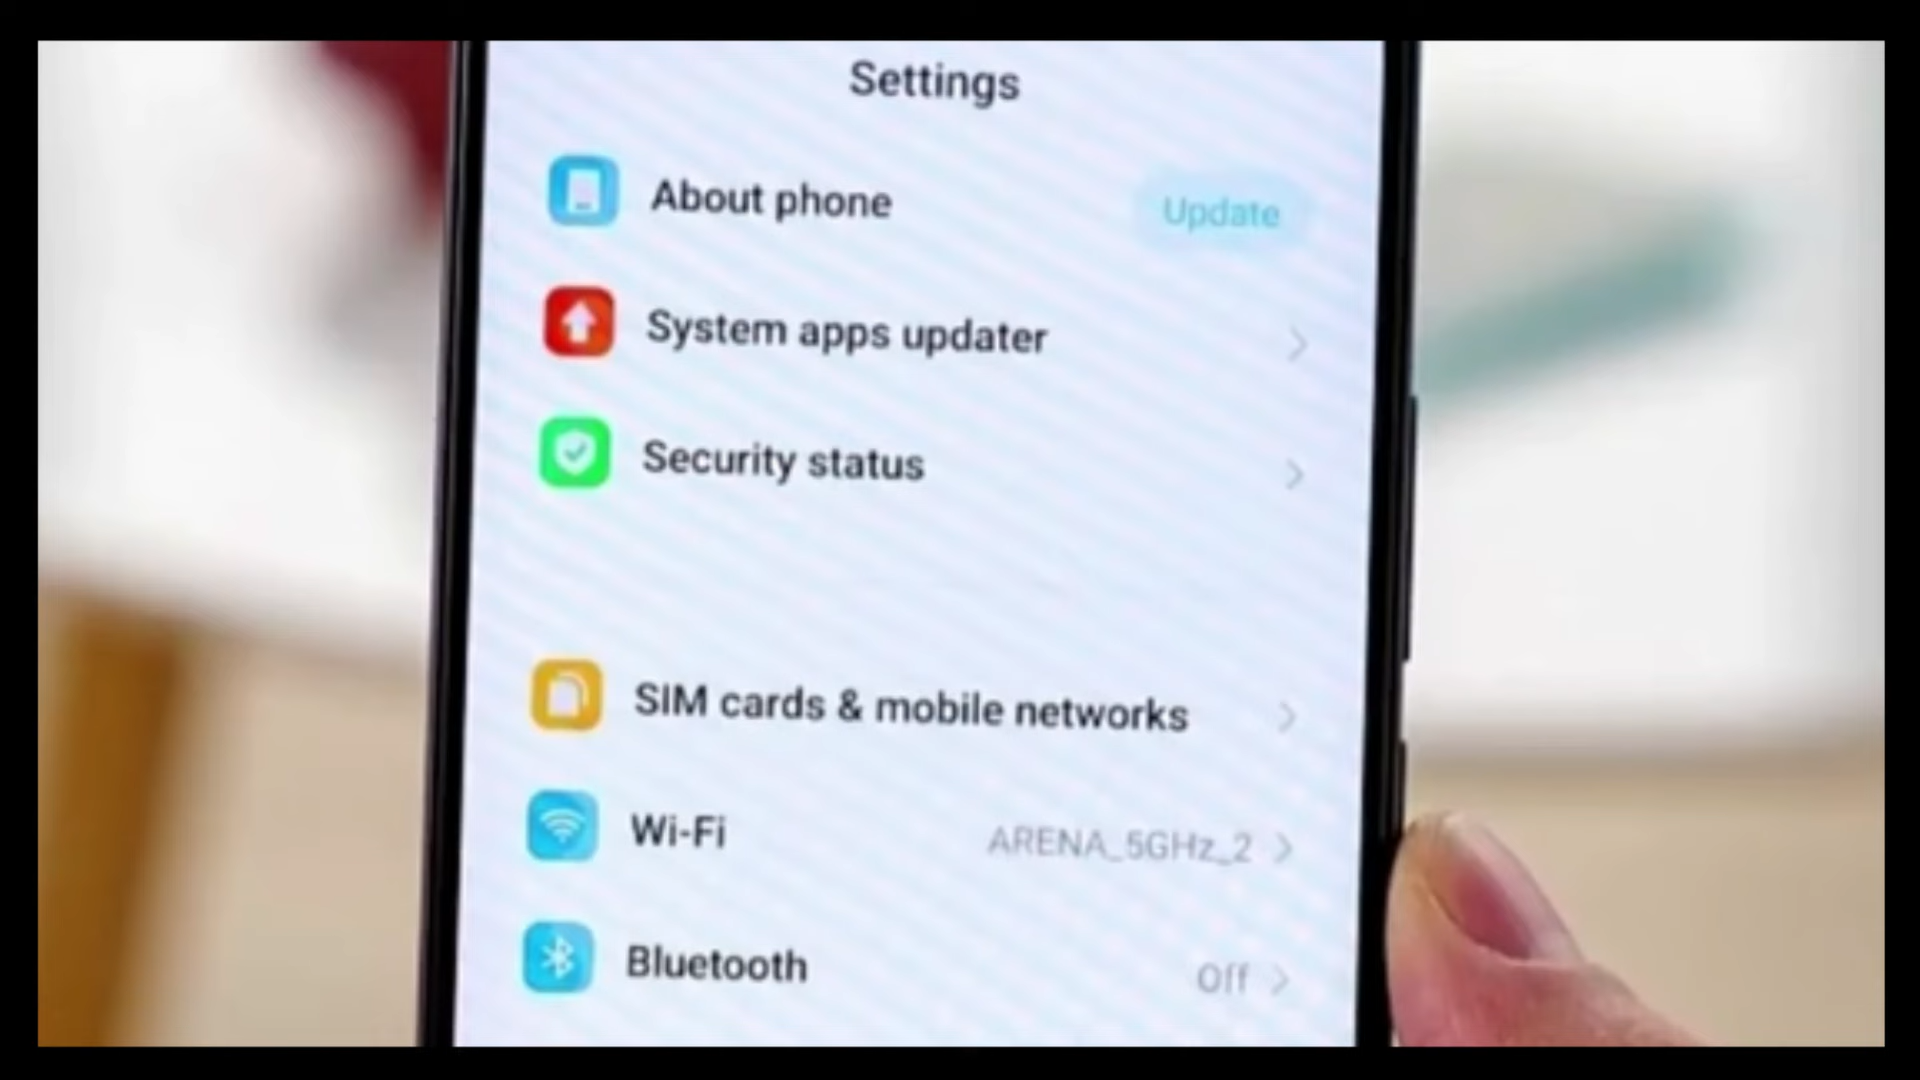 Settings
About phone
Update
System apps updater
Security status
SIM cards & mobile networks
Wi-Fi
ARENA_5GHz_2
Bluetooth
Off